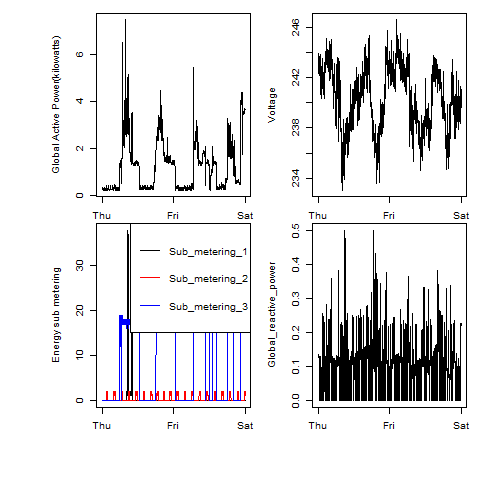 Global Active Power(kilowatts)
0 2 4 6
Thu Fri Sat
Voltage
234 238 242 246
Thu Fri Sat
Energy sub metering
0 10 20 30
Sub_metering_1
Sub_metering_2
Sub_metering_3
Thu Fri Sat
Global_reactive_power
0.0 0.1 0.2 0.3 0.4 0.5
Thu Fri Sat